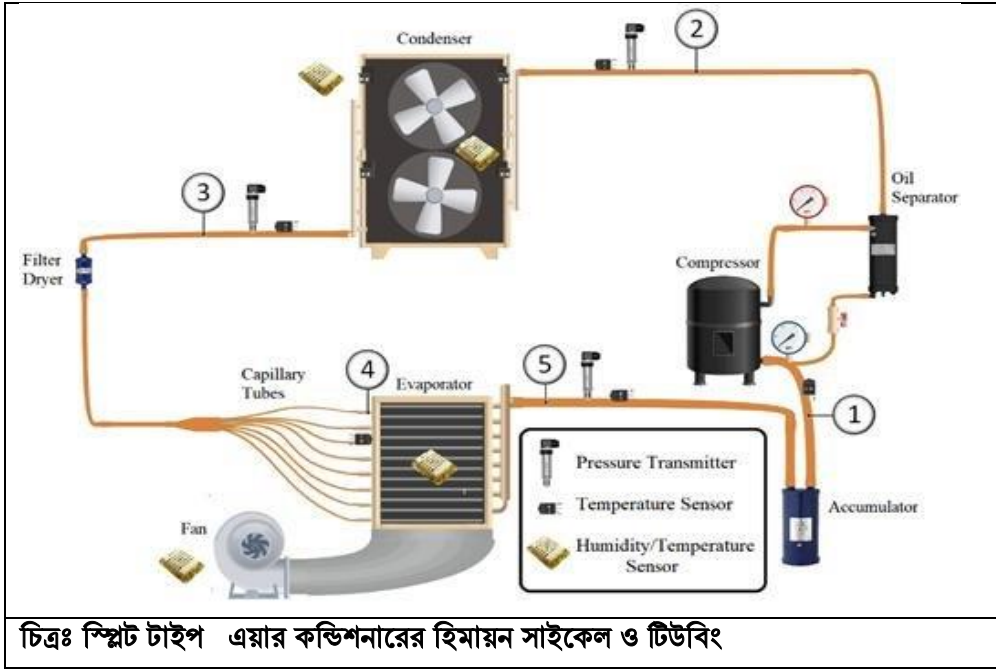 Condenser
2
3
Oil
Separator
Filter
Dryer
Compressor
Capillary
Tubes
4
Evaporator
5
1
Pressure Transmitter
Temperature Sensor
Humidity/Temperature
Sensor
Accumulator
Fan
চিত্রঃ স্প্লিট টাইপ এয়ার কন্ডিশনারের হিমায়ন সাইকেল ও টিউবিং